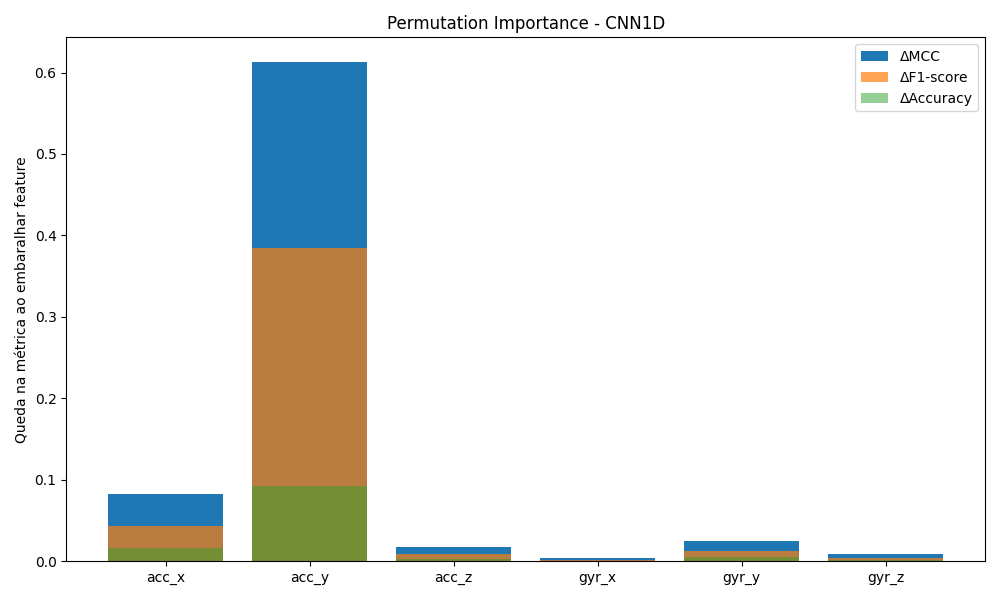 Permutation Importance - CNN1D
ΔMCC
ΔF1-score
ΔAccuracy
Queda na métrica ao embaralhar feature
0.6
0.5
0.4
0.3
0.2
0.1
0.0
acc_x acc_y acc_z gyr_x gyr_y gyr_z